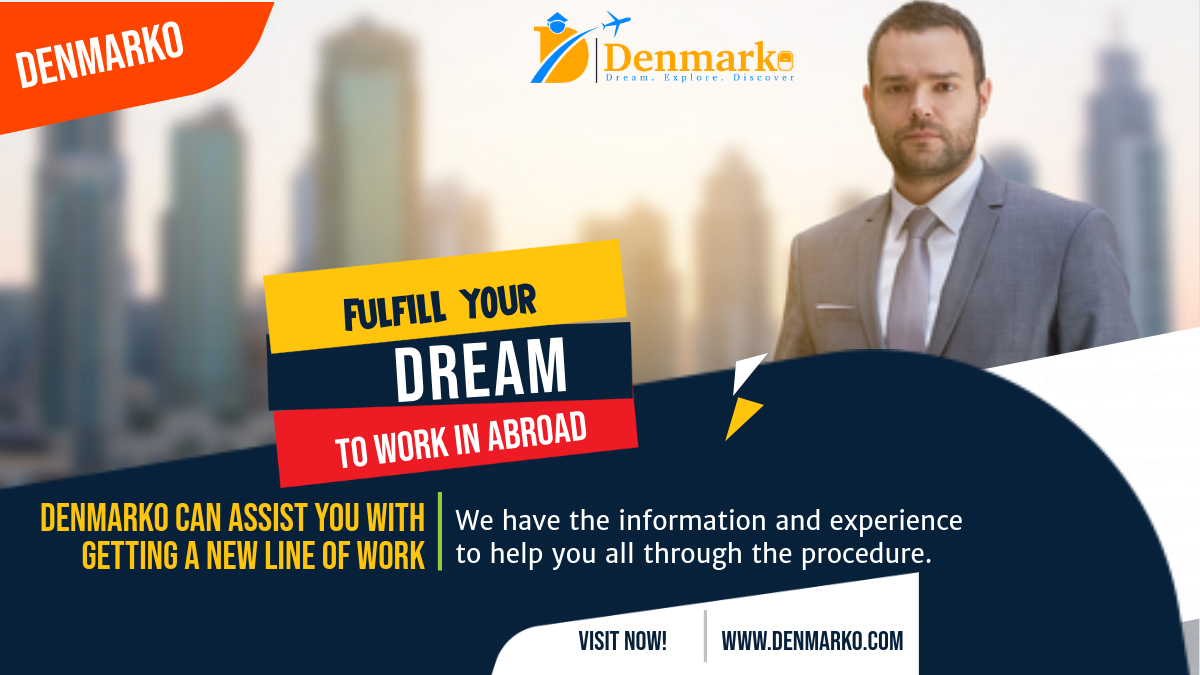 DENMARKO
Denmarko
Dream. Explore. Discover
FULFILL YOUR
DREAM
TO WORK IN ABROAD
DENMARKO CAN ASSIST YOU WITH
GETTING A NEW LINE OF WORK
We have the information and experience
to help you all through the procedure.
VISIT NOW!
WWW.DENMARKO.COM